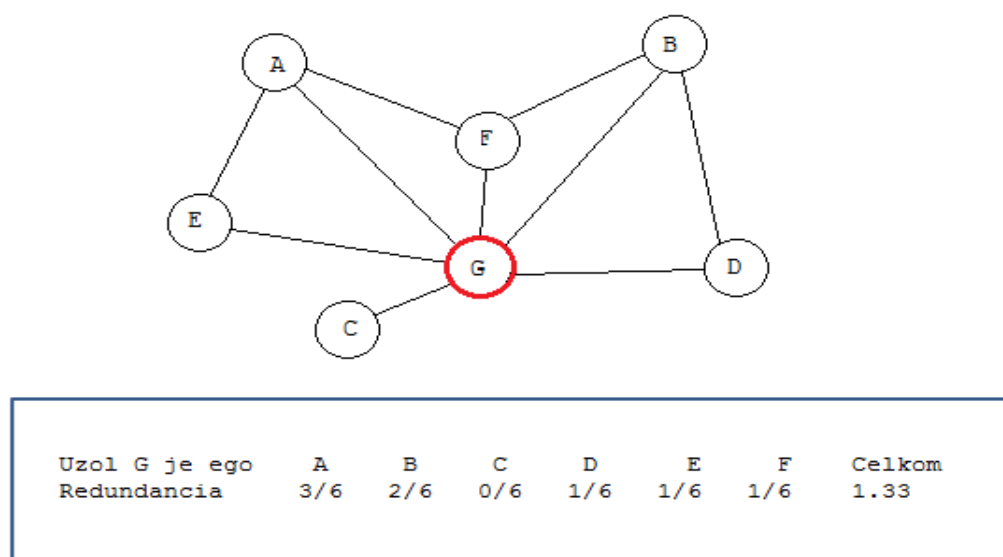 A
B
F
E
G
D
C
Uzol G je ego A B C D E F Celkom
Redundancia 3/6 2/6 0/6 1/6 1/6 1/6 1.33